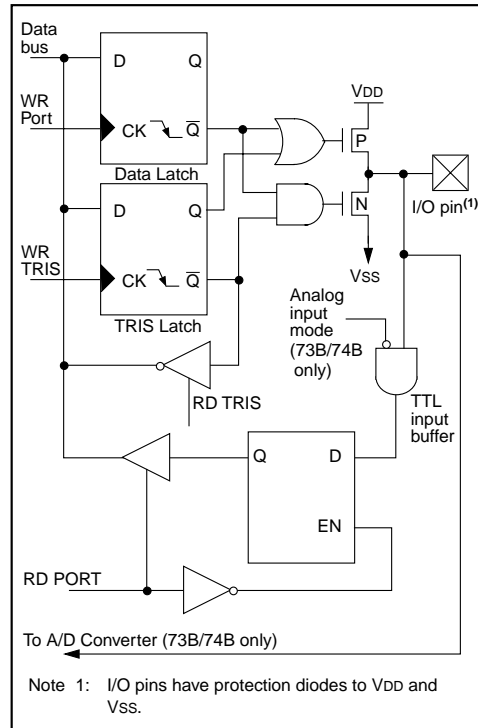 Data
bus
D
Q
WR
Port
CK
Q
Data Latch
VDD
P
I/O pin(1)
N
VSS
D
Q
WR
TRIS
CK
Q
TRIS Latch
Analog
input
mode
(73B/74B
only)
TTL
input
buffer
RD TRIS
Q
D
EN
RD PORT
To A/D Converter (73B/74B only)
Note 1: I/O pins have protection diodes to VDD and
VSS.